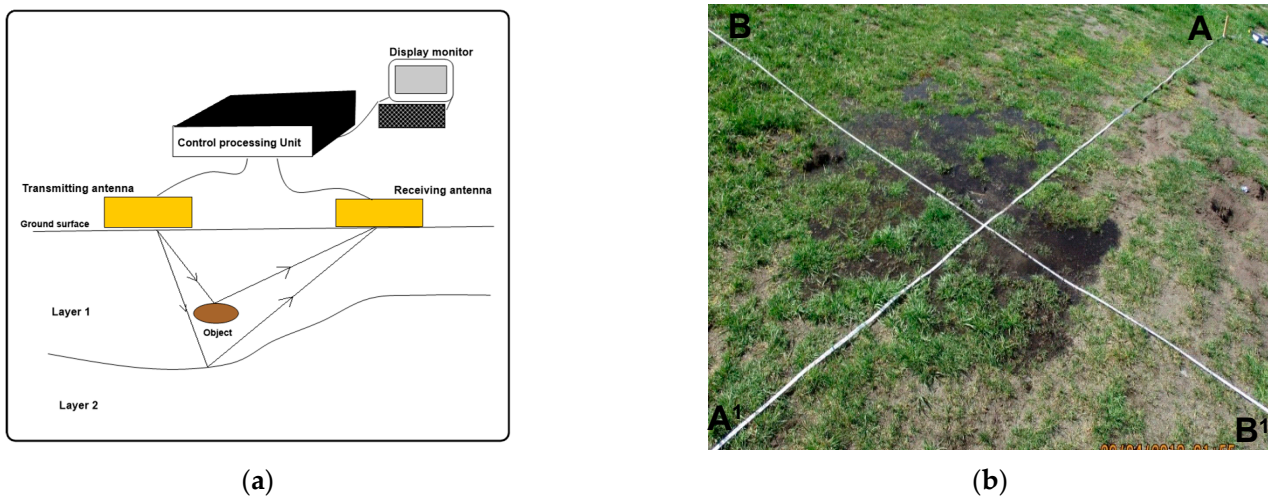 Display monitor
Control processing Unit
Transmitting antenna
Receiving antenna
Ground surface
Layer 1
Object
Layer 2
(a)
B
A
A¹
B¹
(b)